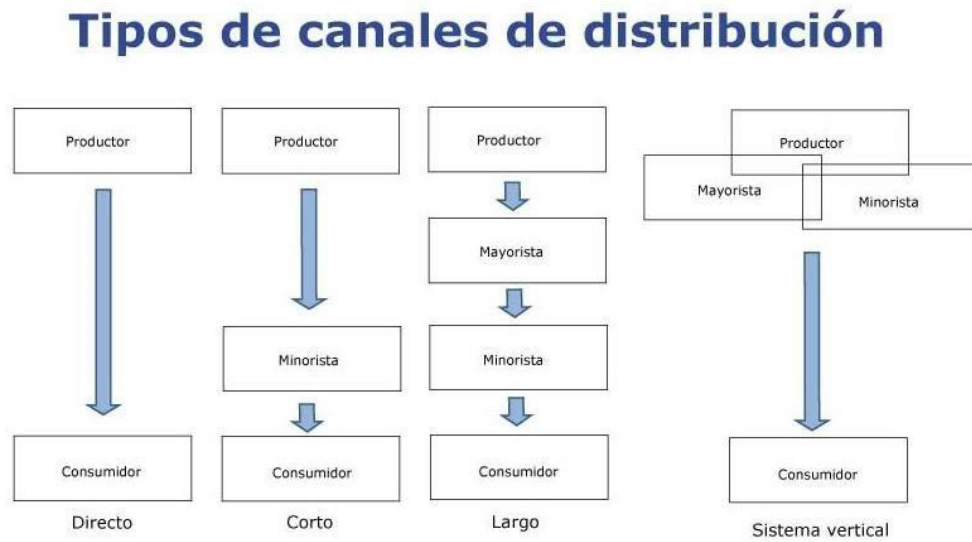 Tipos de canales de distribución
Productor
Consumidor
Directo
Productor
Minorista
Consumidor
Corto
Productor
Mayorista
Minorista
Consumidor
Largo
Productor
Mayorista
Minorista
Consumidor
Sistema vertical